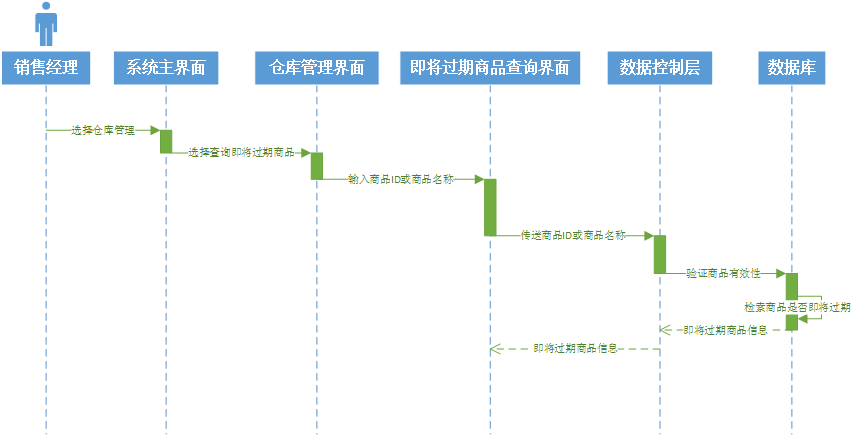 销售经理
系统主界面
仓库管理界面
即将过期商品查询界面
数据控制层
数据库
选择仓库管理
选择查询即将过期商品
输入商品ID或商品名称
传送商品ID或商品名称
验证商品有效性
检索商品是否即将过期
即将过期商品信息
即将过期商品信息